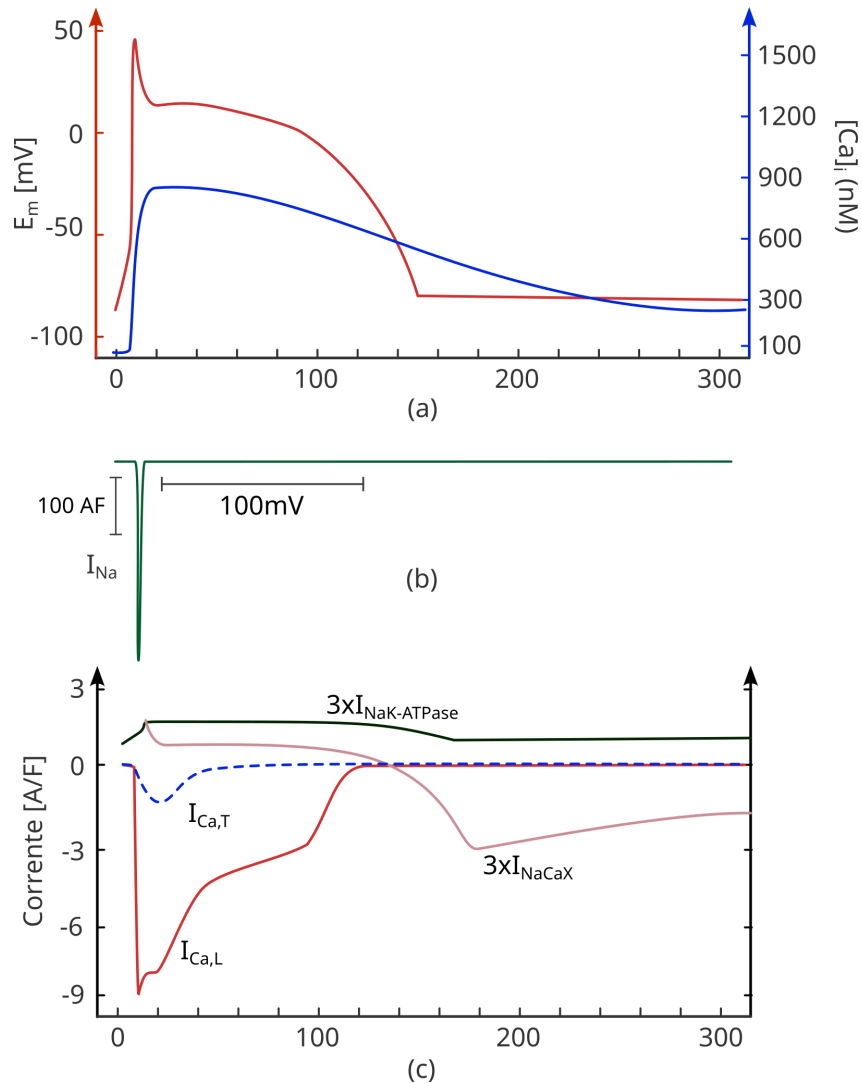 50
0
-50
-100
E_m [mV]
1500
1200
900
600
300
100
[Ca]_i (nM)
0 100 200 300
(a)
100 AF
100mV
I_Na
(b)
3
0
-3
-6
-9
Corrente [A/F]
3xI_NaK-ATPase
I_Ca,T
3xI_NaCaX
I_Ca,L
0 100 200 300
(c)